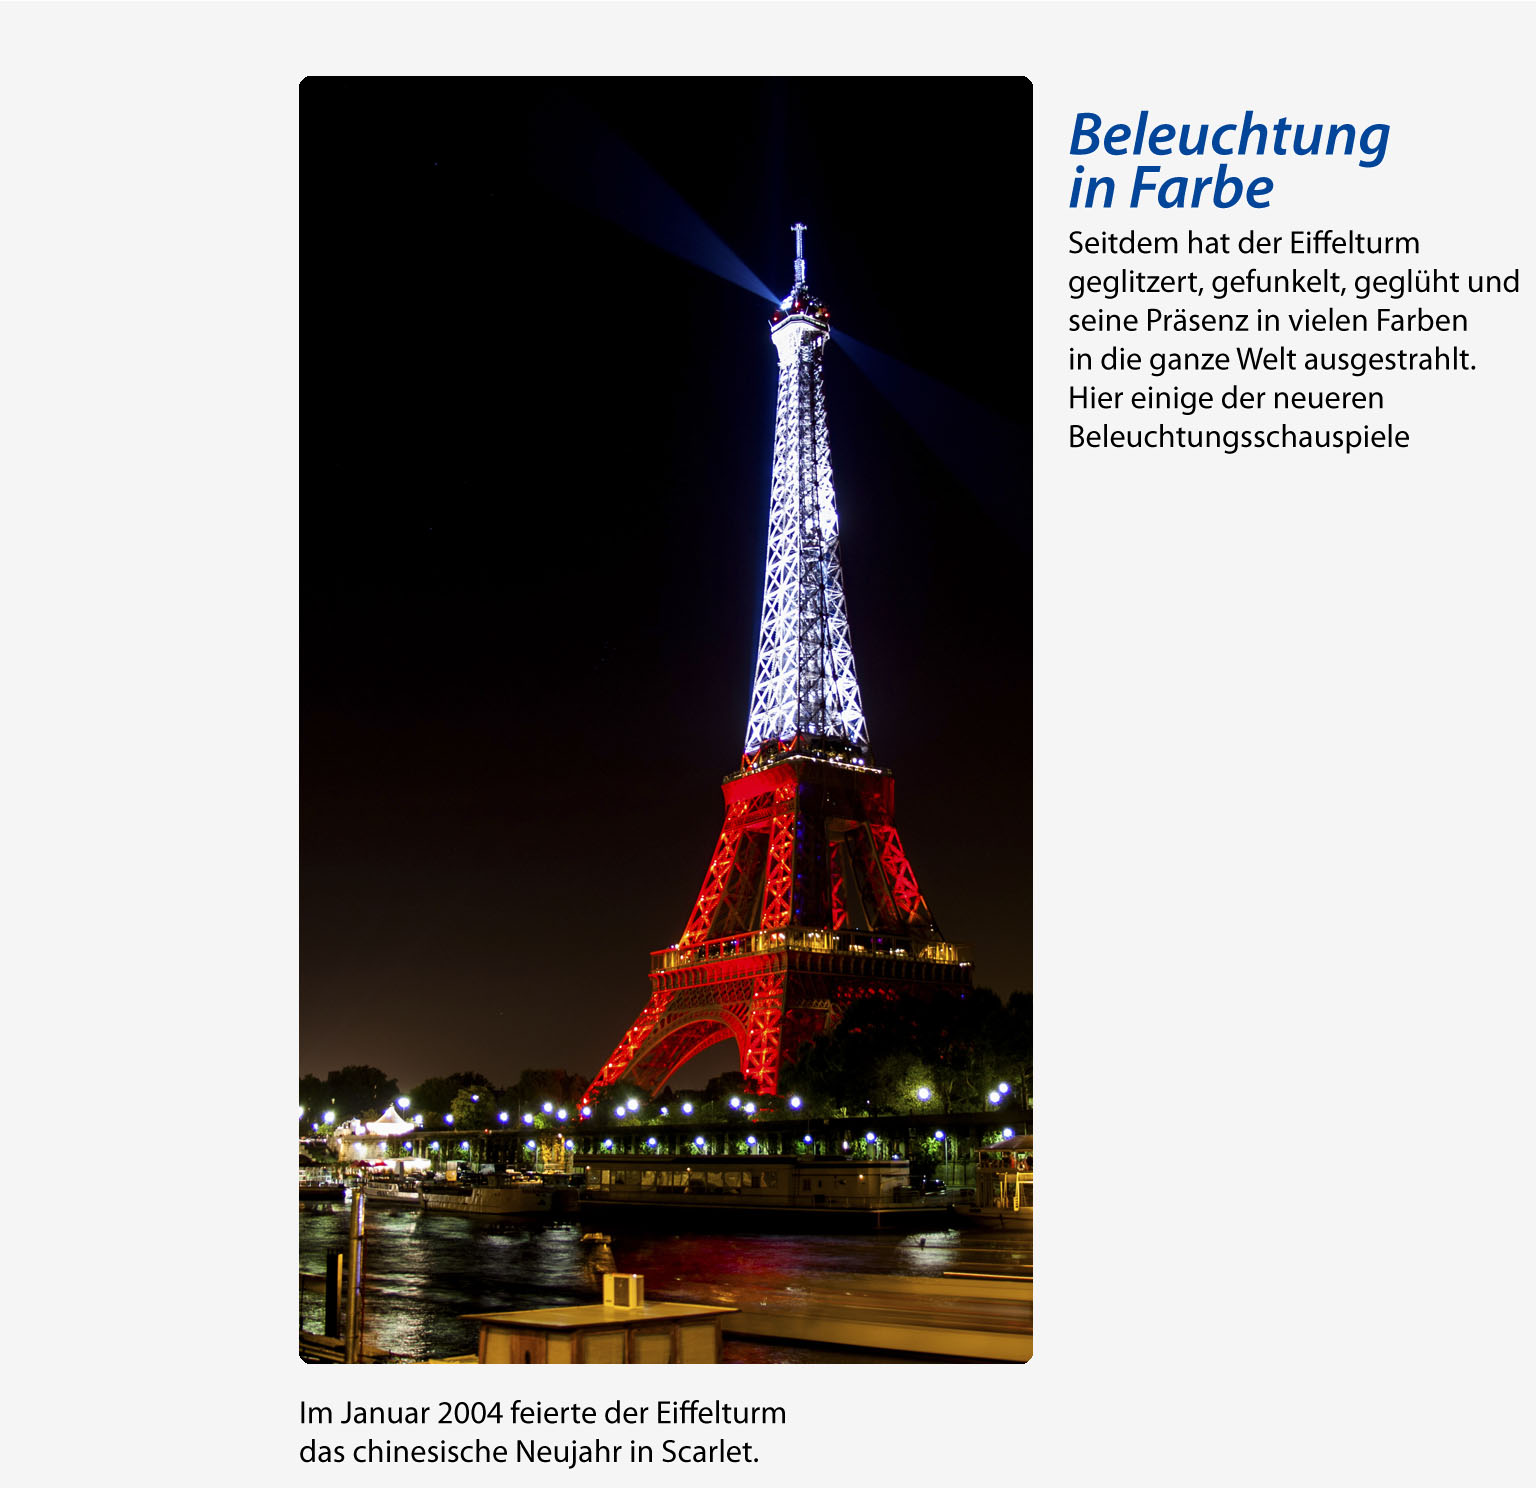 Beleuchtung
in Farbe
Seitdem hat der Eiffelturm
geglitzert, gefunkelt, geglüht und
seine Präsenz in vielen Farben
in die ganze Welt ausgestrahlt.
Hier einige der neueren
Beleuchtungsschauspiele
Im Januar 2004 feierte der Eiffelturm
das chinesische Neujahr in Scarlet.